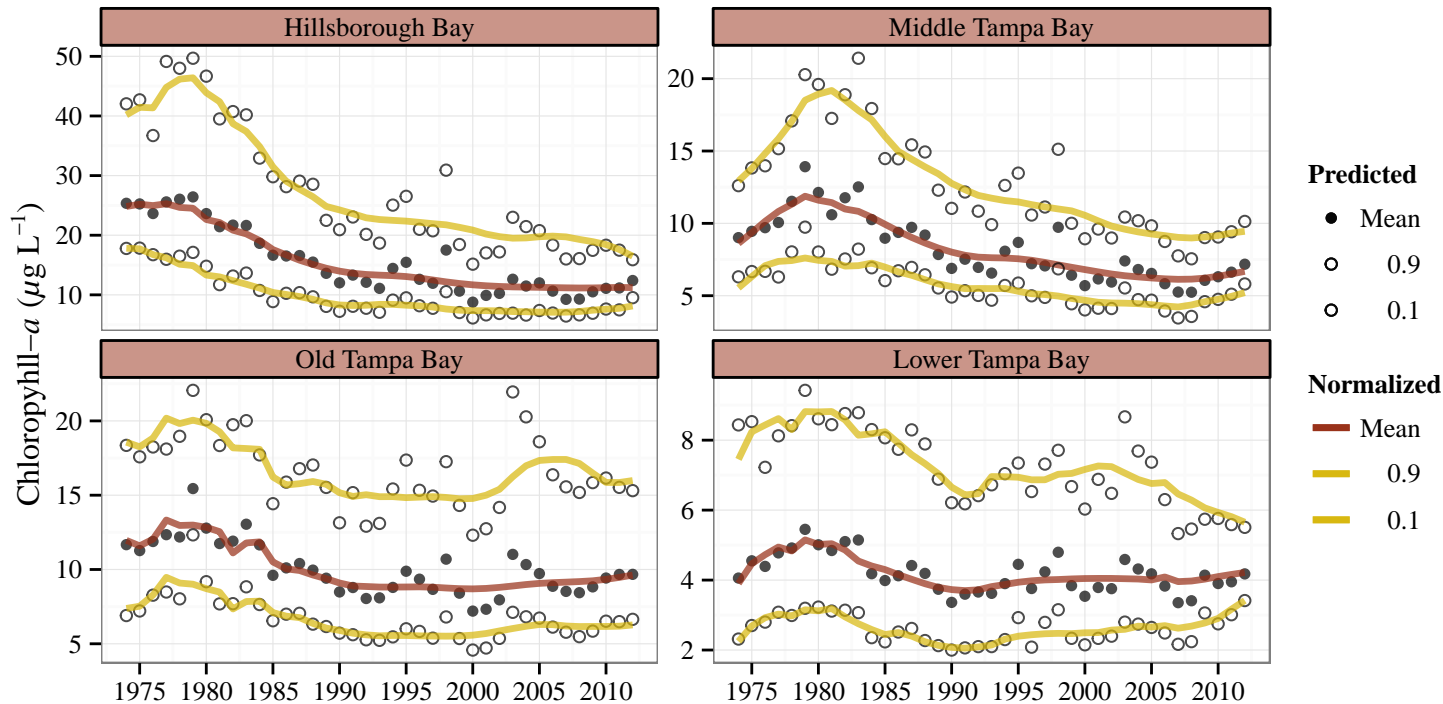 Hillsborough Bay
Middle Tampa Bay
50
40
30
20
10
20
15
10
5
Old Tampa Bay
Lower Tampa Bay
20
15
10
5
8
6
4
2
1975 1980 1985 1990 1995 2000 2005 2010
1975 1980 1985 1990 1995 2000 2005 2010
Chloropyhll−a (μg L⁻¹)
Predicted
Mean
0.9
0.1
Normalized
Mean
0.9
0.1